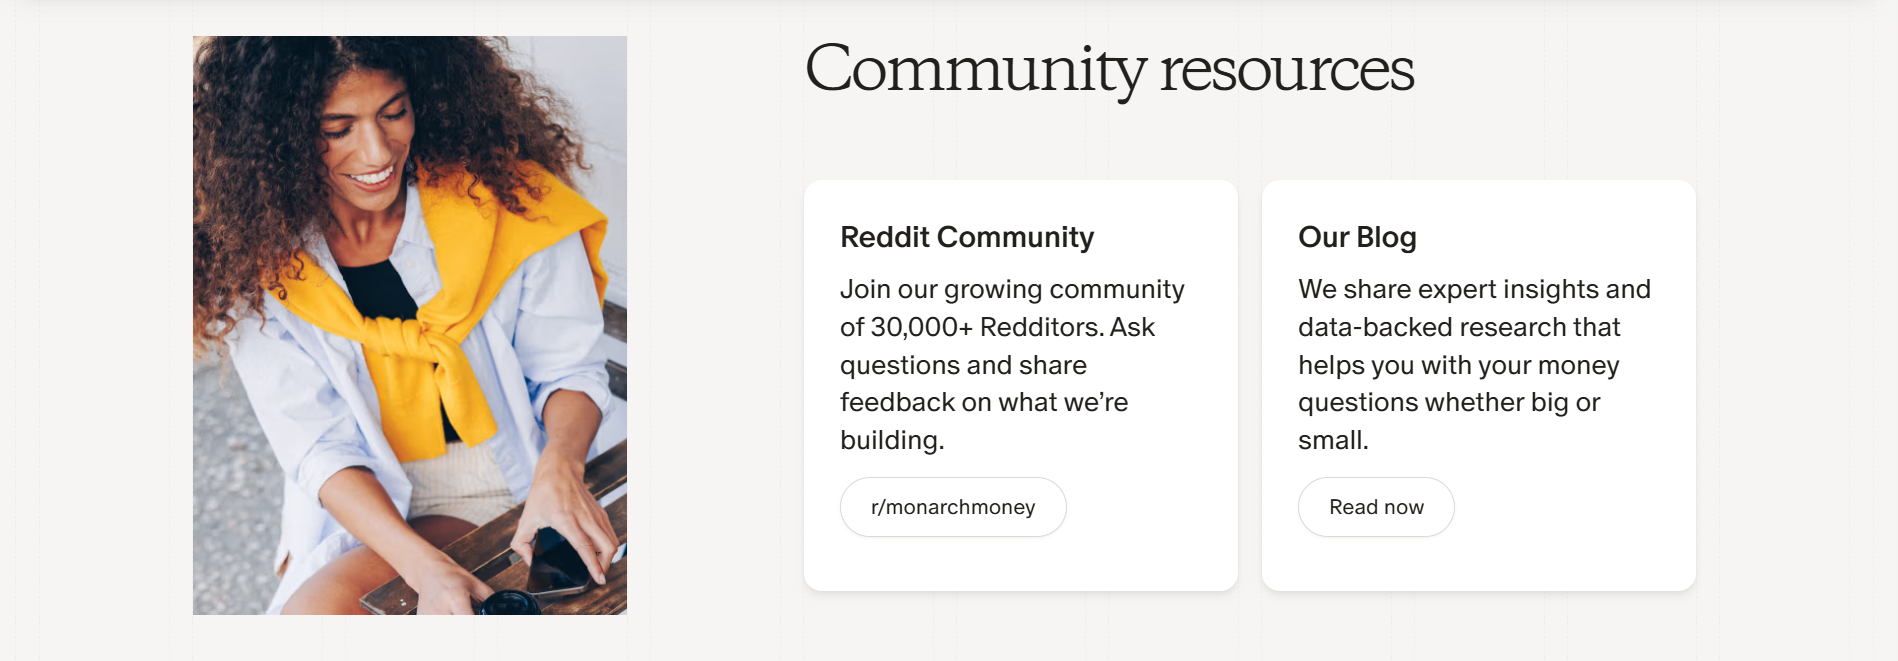 Community resources
Reddit Community
Join our growing community
of 30,000+ Redditors. Ask
questions and share
feedback on what we’re
building.
r/monarchmoney
Our Blog
We share expert insights and
data-backed research that
helps you with your money
questions whether big or
small.
Read now